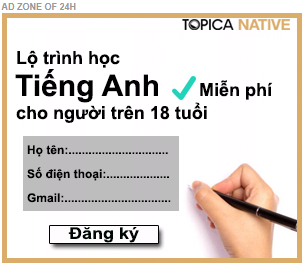 AD ZONE OF 24H
TOPICA NATIVE
Lộ trình học
Tiếng Anh Miễn phí
cho người trên 18 tuổi
Họ tên:..............................
Số điện thoại:...................
Gmail:................................
Đăng ký